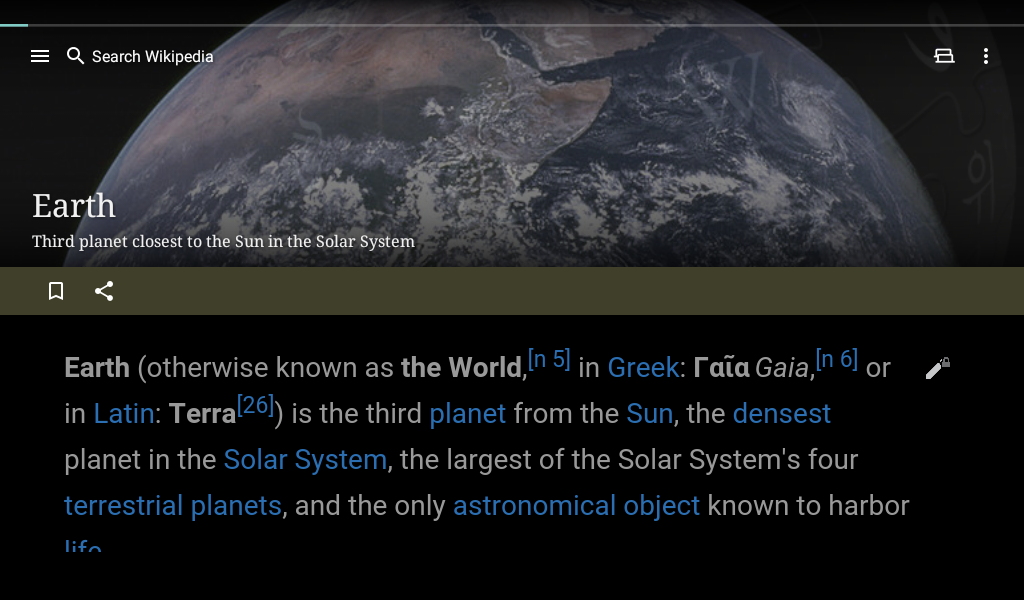 Search Wikipedia
Earth
Third planet closest to the Sun in the Solar System
Earth (otherwise known as the World,[n 5] in Greek: Γαῖα Gaia,[n 6] or
in Latin: Terra[26]) is the third planet from the Sun, the densest
planet in the Solar System, the largest of the Solar System's four
terrestrial planets, and the only astronomical object known to harbor
life.